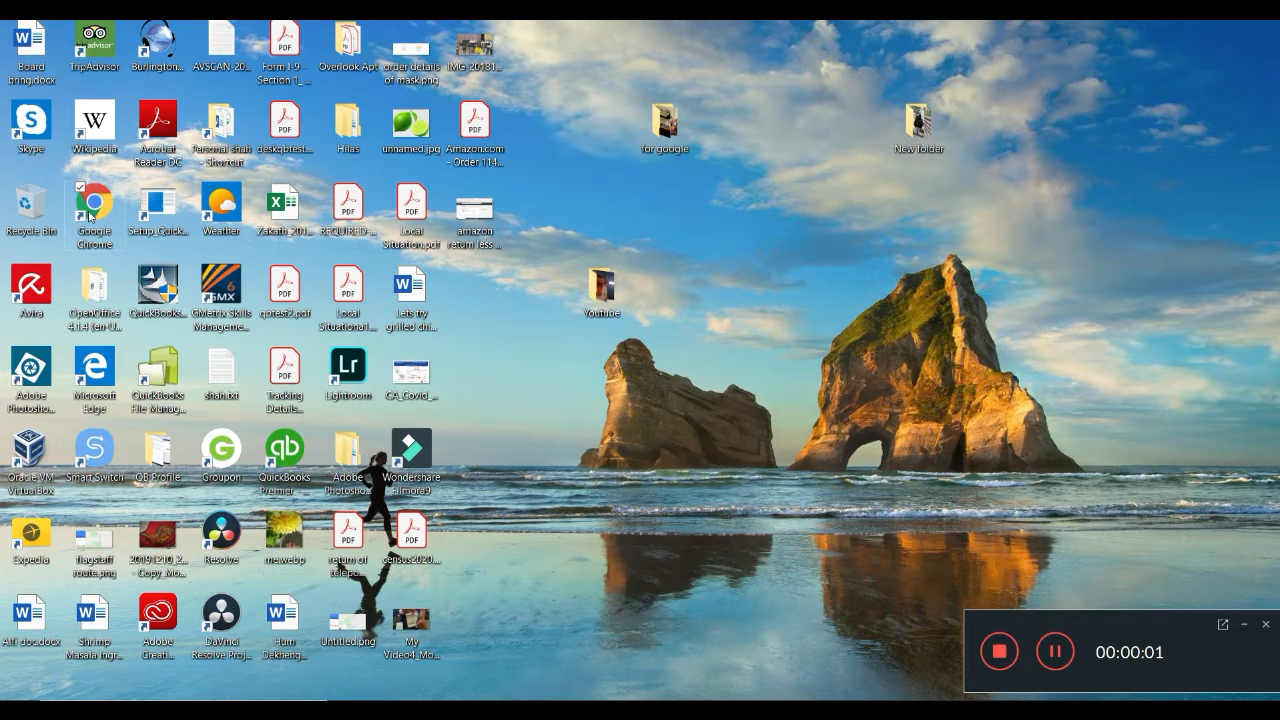 Board
bring.docx
TripAdvisor
Burlington...
AVSCAN-20...
Form I-9 -
Section 1_...
Overlook Apt
order details
of mask.png
IMG-20181...
Skype
Wikipedia
Acrobat
Reader DC
Personal shah
- Shortcut
deskqbtest...
Hilas
unnamed.jpg
Amazon.com
- Order 114...
for google
New folder
Recycle Bin
Google
Chrome
Setup_Quick...
Weather
Zakath_201...
REQUIRED-...
Local
Situation.pdf
amazon
return less ...
Avira
OpenOffice
4.1.4 (en-U...
QuickBooks...
GMetrix Skills
Manageme...
qbtest2.pdf
Local
Situational...
Lets try
grilled chi...
Youtube
Adobe
Photosho...
Microsoft
Edge
QuickBooks
File Manag...
shah.txt
Tracking
Details...
Lightroom
CA_Covid_...
Oracle VM
VirtualBox
Smart Switch
QB Profile
Groupon
QuickBooks
Premier ...
Adobe
Photosho...
Wondershare
Filmora9
Expedia
flagstaff
route.png
20191210_2...
- Copy_Mo...
Resolve
me.webp
return of
telepo...
census2020...
Alfi doc.docx
Shrimp
Masala Ingr...
Adobe
Creati...
DaVinci
Resolve Proj...
Hum
Dekheng...
Untitled.png
My
Video4_Mo...
00:00:01